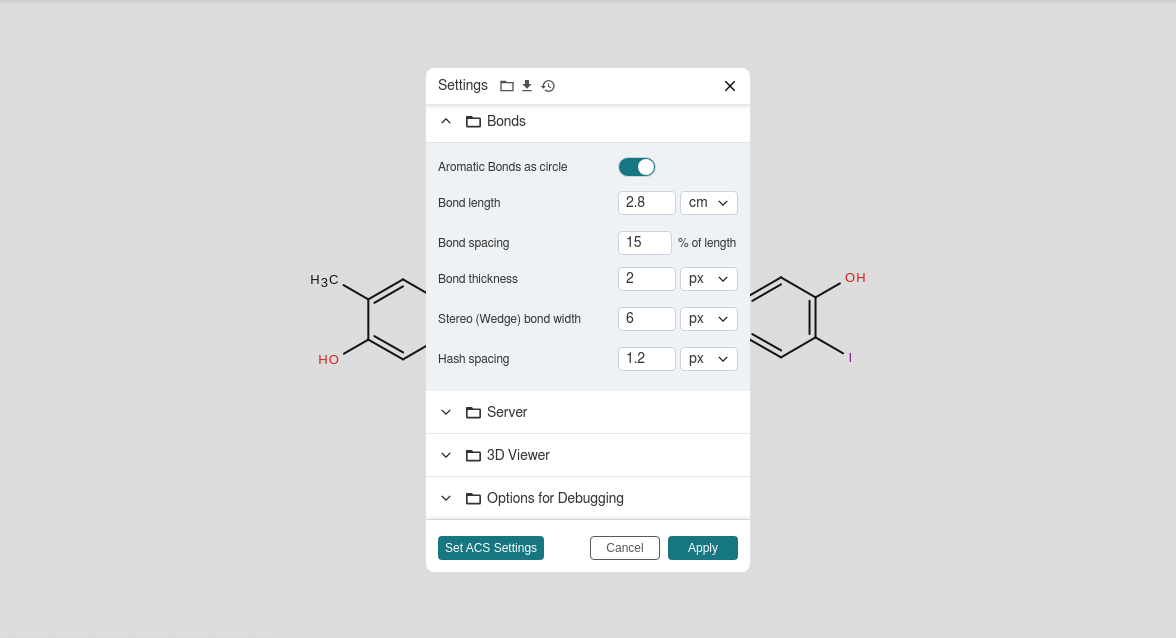 Settings
Bonds
Aromatic Bonds as circle
Bond length 2.8 cm
Bond spacing 15 % of length
Bond thickness 2 px
Stereo (Wedge) bond width 6 px
Hash spacing 1.2 px
H3C
HO
OH
I
Server
3D Viewer
Options for Debugging
Set ACS Settings Cancel Apply